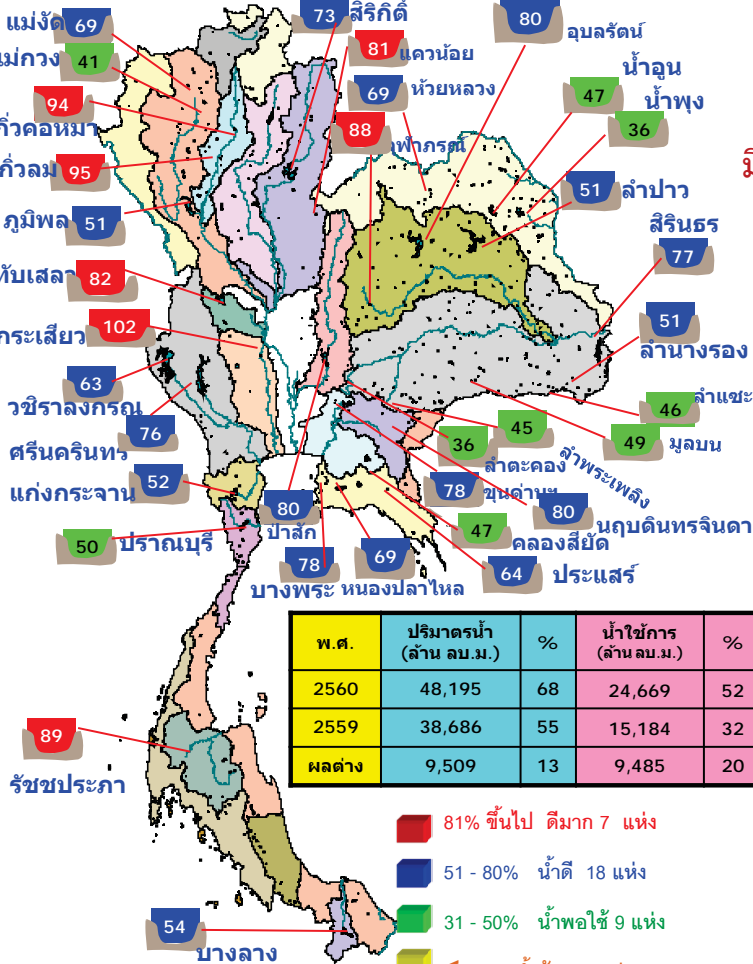 แม่งัด 69
41
94
95
ภูมิพล 51
ทับเสลา 82
กระเสียว 102
63
วชิราลงกรณ
76
ศรีนครินทร์
แก่งกระจาน 52
50 ปราณบุรี
73 สิริกิติ์
81 แควน้อย
69 ห้วยหลวง
88
80 อุบลรัตน์
น้ำอูน
47 น้ำพุง
36
51 ลำปาว
สิรินธร
77
51
ลำนางรอง
46 ลำแชะ
49 มูลบน
45
ลำพระเพลิง
36
ลำตะคอง
78 ขุนด่านฯ
80 นฤบดินทรจินดา
47
คลองสียัด
64 ประแสร์
80
ป่าสัก
78
บางพระ
69
หนองปลาไหล
พ.ศ. ปริมาตรน้ำ (ล้าน ลบ.ม.) % น้ำใช้การ (ล้าน ลบ.ม.) %
2560 48,195 68 24,669 52
2559 38,686 55 15,184 32
ผลต่าง 9,509 13 9,485 20
89
รัชชประภา
54
บางลาง
81% ขึ้นไป ดีมาก 7 แห่ง
51 - 80% น้ำดี 18 แห่ง
31 - 50% น้ำพอใช้ 9 แห่ง